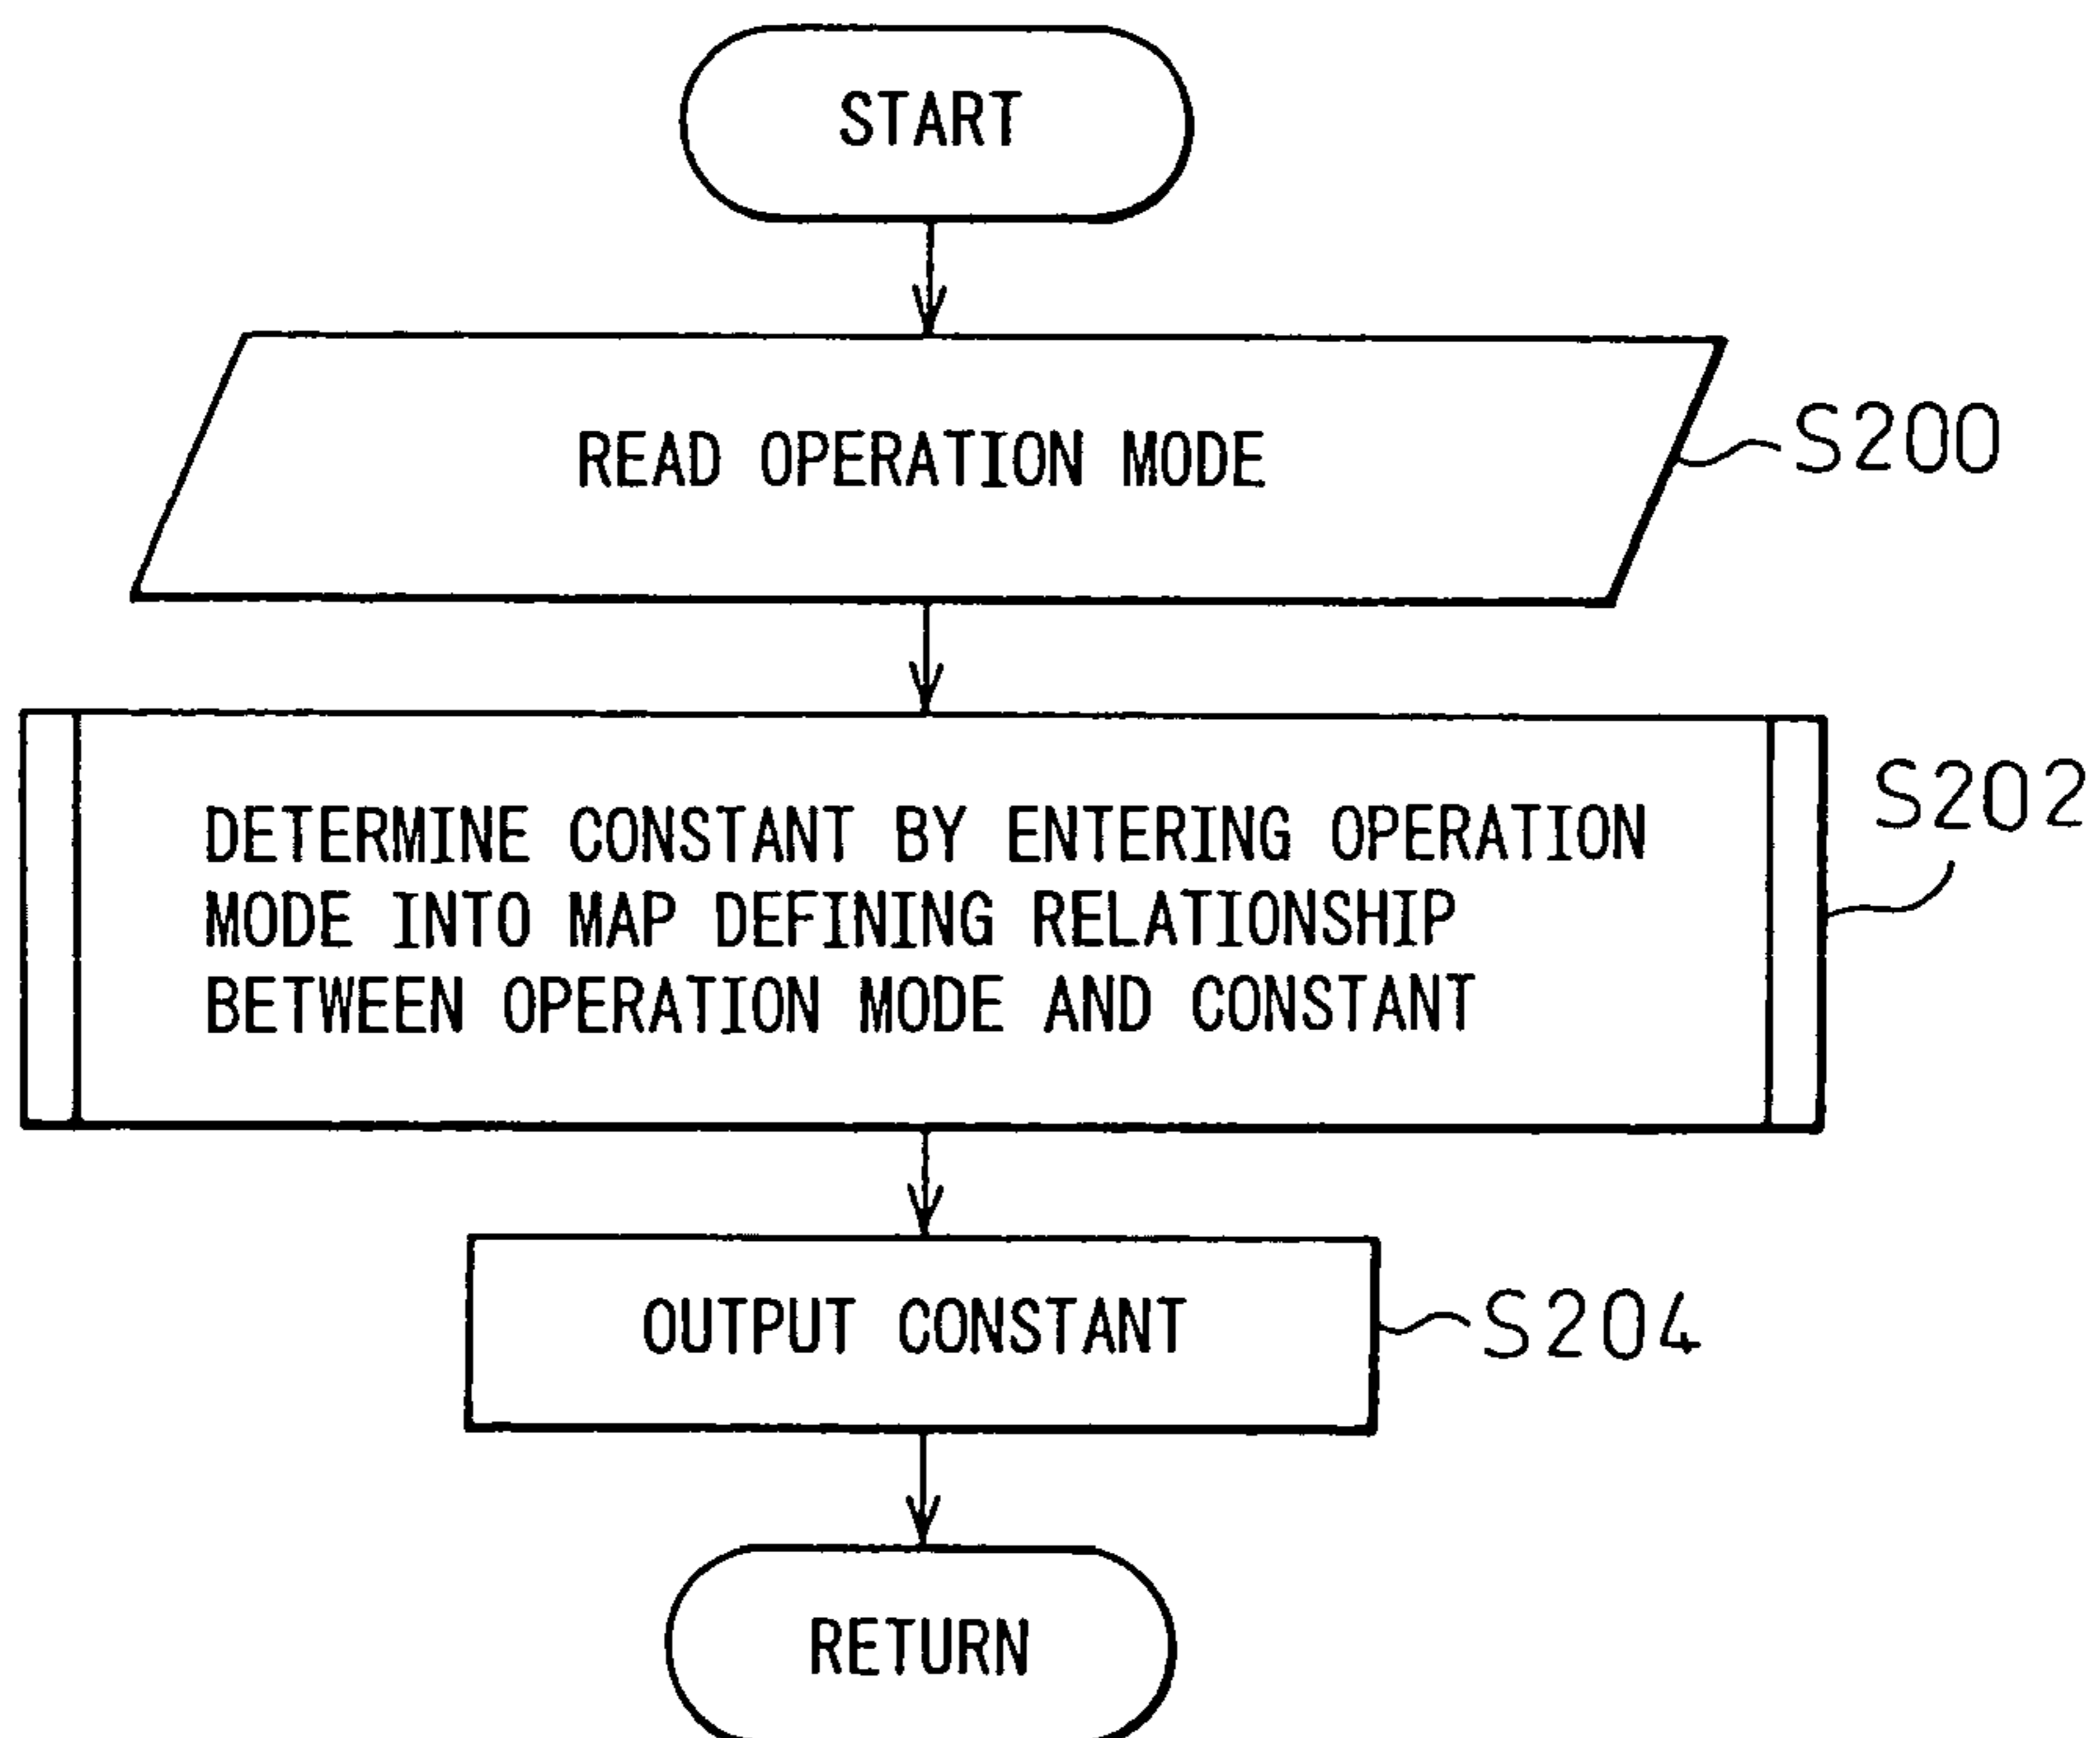 START
READ OPERATION MODE
S200
DETERMINE CONSTANT BY ENTERING OPERATION
MODE INTO MAP DEFINING RELATIONSHIP
BETWEEN OPERATION MODE AND CONSTANT
S202
OUTPUT CONSTANT
S204
RETURN